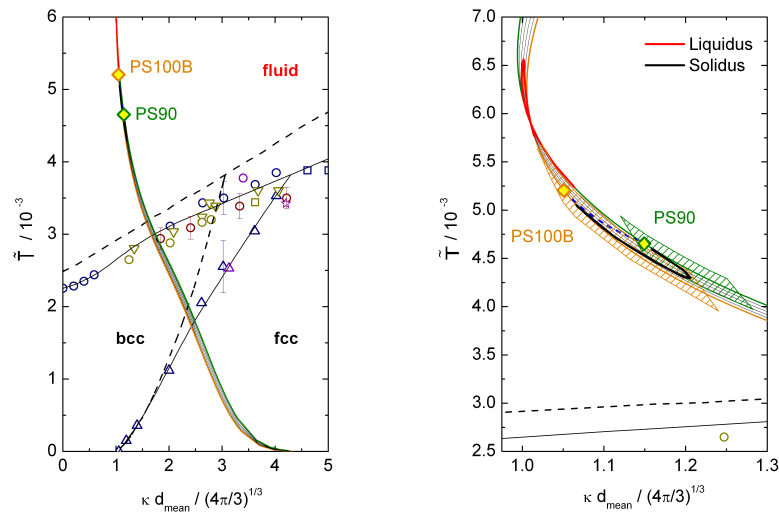 6
5
4
3
2
1
0
T̃ / 10⁻³
PS100B
PS90
fluid
bcc
fcc
0 1 2 3 4 5
κ d_mean / (4π/3)^1/3
7.0
6.5
6.0
5.5
5.0
4.5
4.0
3.5
3.0
2.5
T̃ / 10⁻³
Liquidus
Solidus
PS90
PS100B
1.0 1.1 1.2 1.3
κ d_mean / (4π/3)^1/3